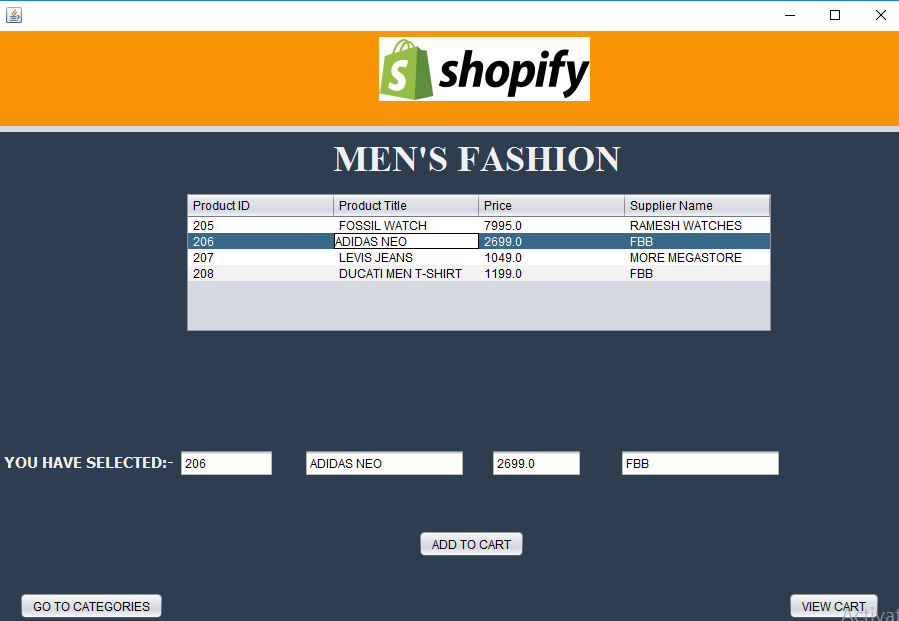 shopify
MEN'S FASHION
Product ID Product Title Price Supplier Name
205 FOSSIL WATCH 7995.0 RAMESH WATCHES
206 ADIDAS NEO 2699.0 FBB
207 LEVIS JEANS 1049.0 MORE MEGASTORE
208 DUCATI MEN T-SHIRT 1199.0 FBB
YOU HAVE SELECTED:- 206 ADIDAS NEO 2699.0 FBB
ADD TO CART
GO TO CATEGORIES VIEW CART